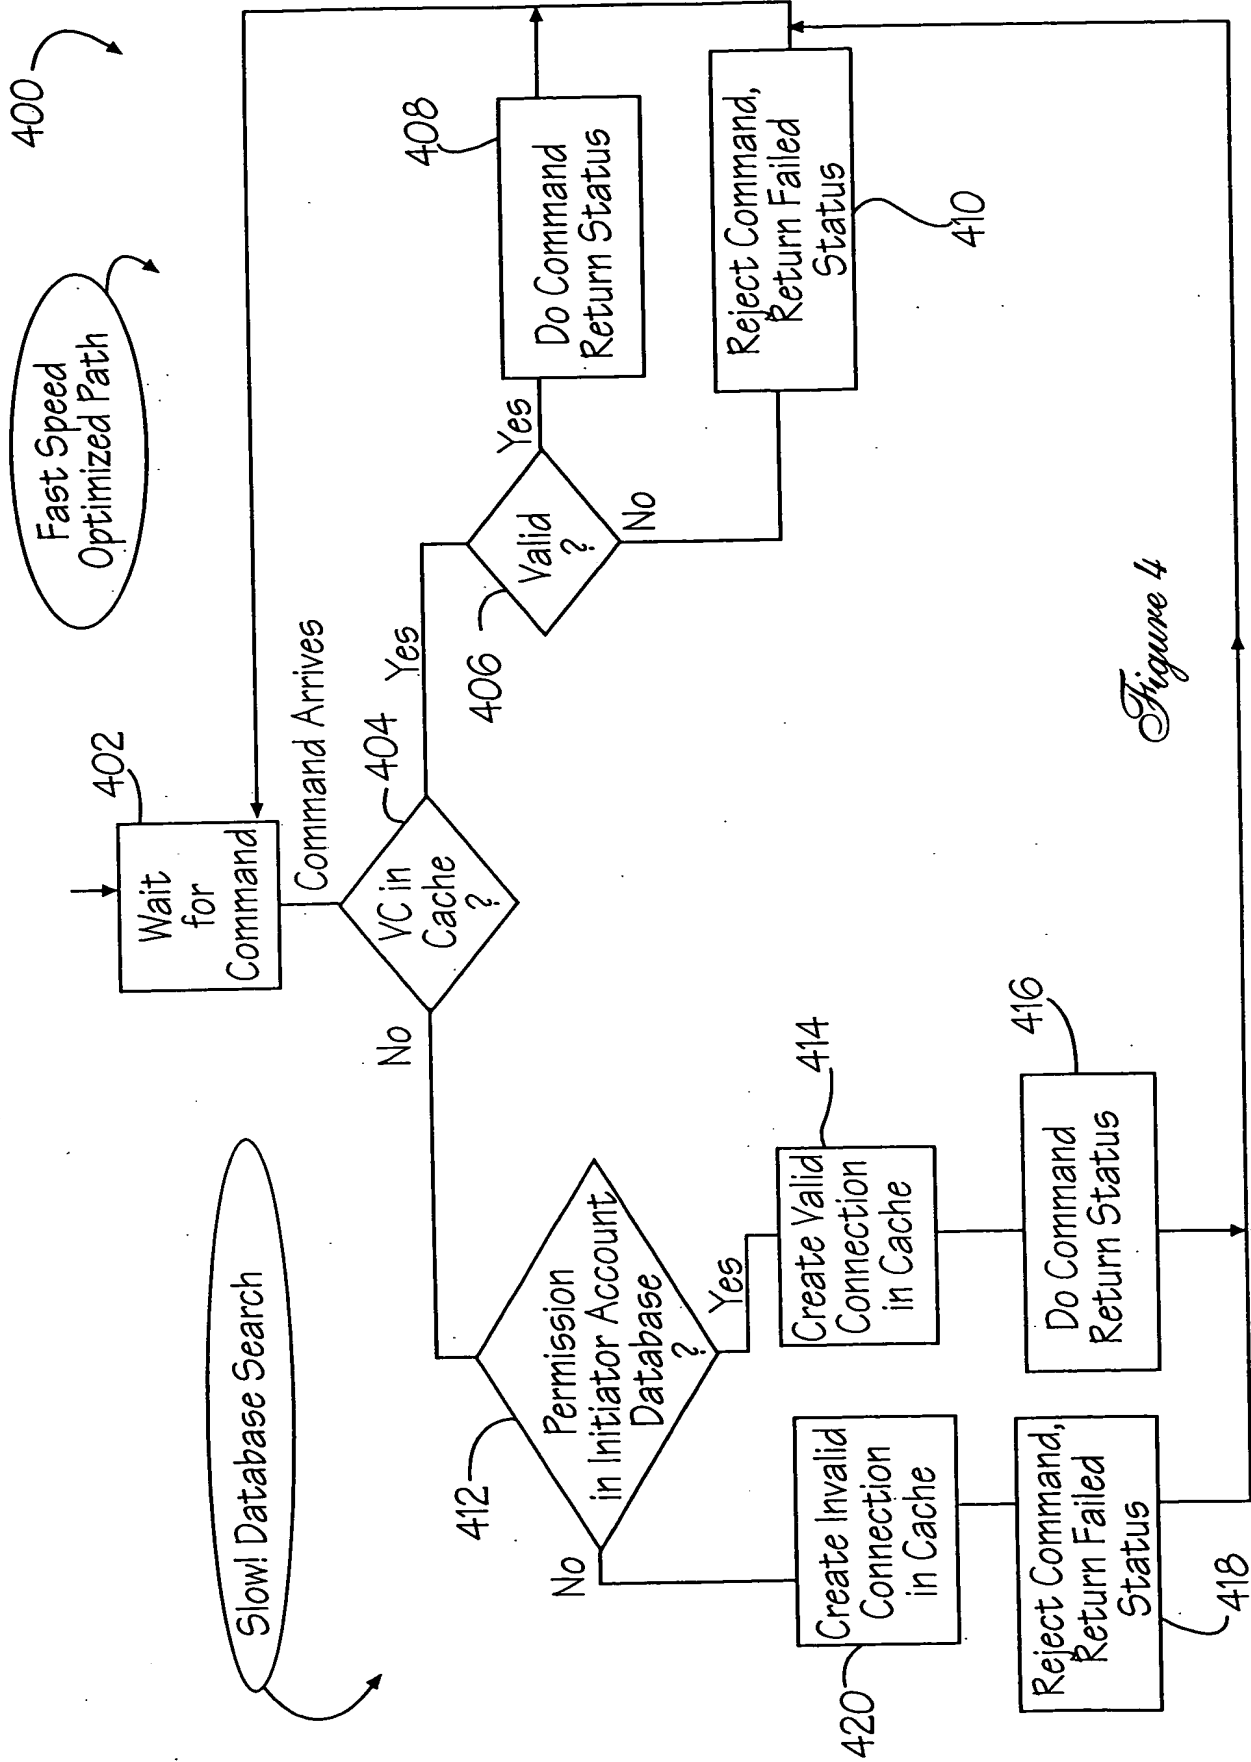 400
Fast Speed
Optimized Path
Slow! Database Search
402
Wait
for
Command
Command Arrives
404
VC in
Cache
?
No
Yes
406
Valid
?
Yes
No
408
Do Command
Return Status
Reject Command,
Return Failed
Status
410
412
Permission
in Initiator Account
Database
?
Yes
No
414
Create Valid
Connection
in Cache
416
Do Command
Return Status
420
Create Invalid
Connection
in Cache
Reject Command,
Return Failed
Status
418
Figure 4